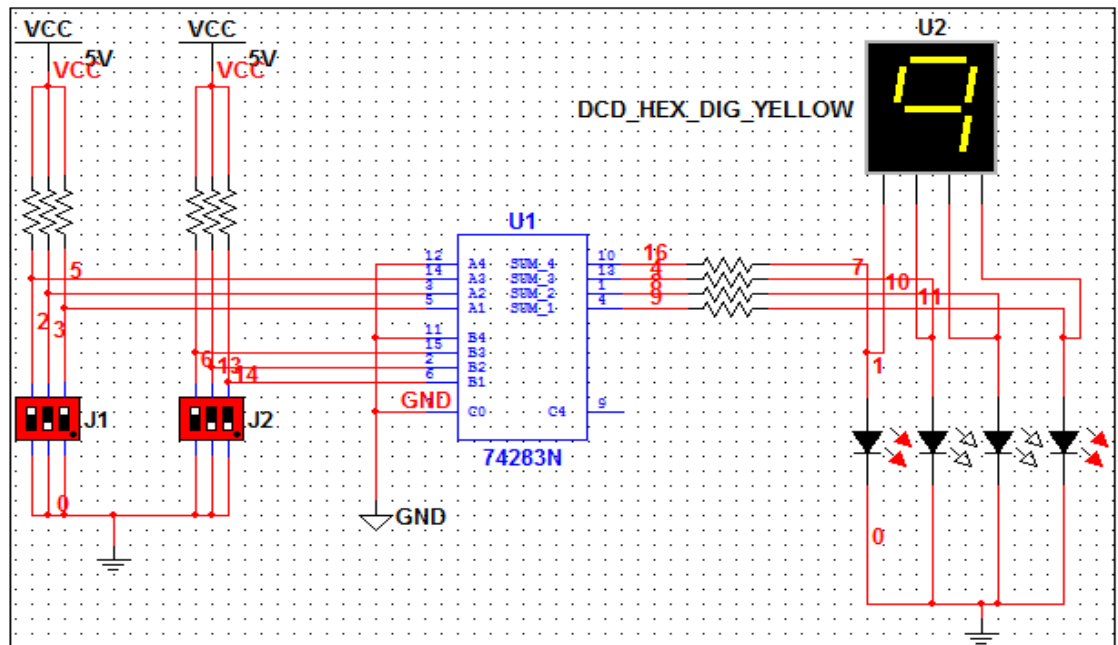 VCC
VCC
U2
5V
5V
VCC
VCC
DCD_HEX_DIG_YELLOW
9
U1
12 A4 SUM_4 10 16
14 A3 SUM_3 13 4
3 A2 SUM_2 1 8
5 A1 SUM_1 4 9
7
10
11
5
2
3
11 B4
15 B3
2 B2
6 B1
6
13
14
1
GND C0 C4 9
J1
J2
74283N
0
GND
0